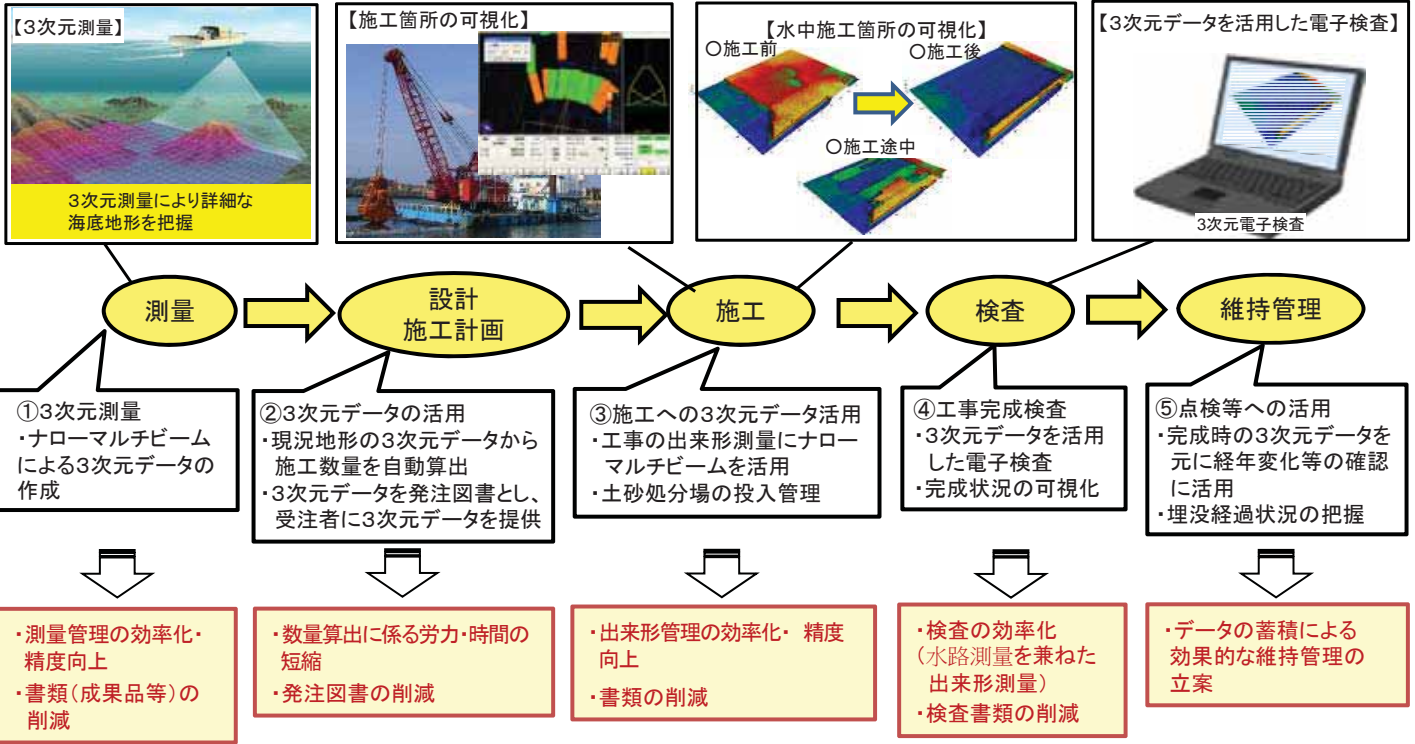 【３次元測量】
３次元測量により詳細な
海底地形を把握
【施工箇所の可視化】
【水中施工箇所の可視化】
○施工前
○施工後
○施工途中
【３次元データを活用した電子検査】
3次元電子検査
測量
設計
施工計画
施工
検査
維持管理
①３次元測量
・ナローマルチビーム
による３次元データの
作成
②３次元データの活用
・現況地形の３次元データから
施工数量を自動算出
・３次元データを発注図書とし、
受注者に３次元データを提供
③施工への３次元データ活用
・工事の出来形測量にナロー
マルチビームを活用
・土砂処分場の投入管理
④工事完成検査
・３次元データを活用
した電子検査
・完成状況の可視化
⑤点検等への活用
・完成時の３次元データを
元に経年変化等の確認
に活用
・埋没経過状況の把握
・測量管理の効率化・
精度向上
・書類（成果品等）の
削減
・数量算出に係る労力・時間の
短縮
・発注図書の削減
・出来形管理の効率化・ 精度
向上
・書類の削減
・検査の効率化
（水路測量を兼ねた
出来形測量）
・検査書類の削減
・データの蓄積による
効果的な維持管理の
立案